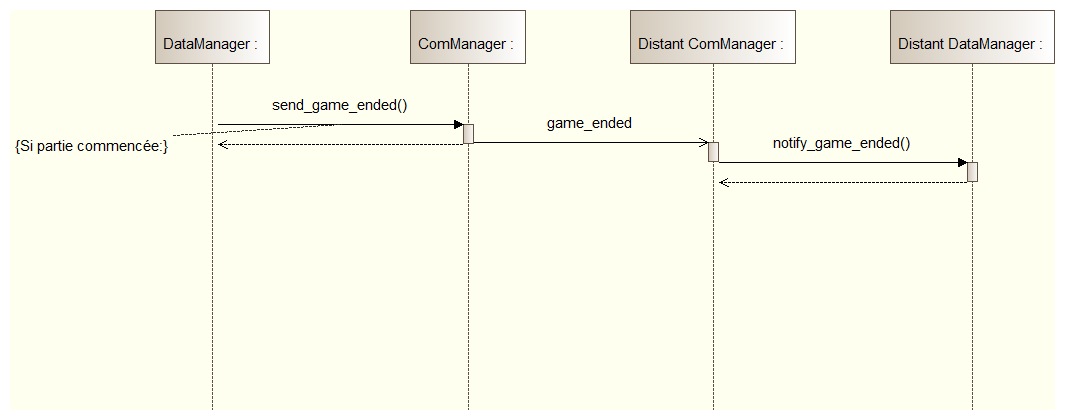 DataManager :
ComManager :
Distant ComManager :
Distant DataManager :
send_game_ended()
game_ended
notify_game_ended()
{Si partie commencée:}